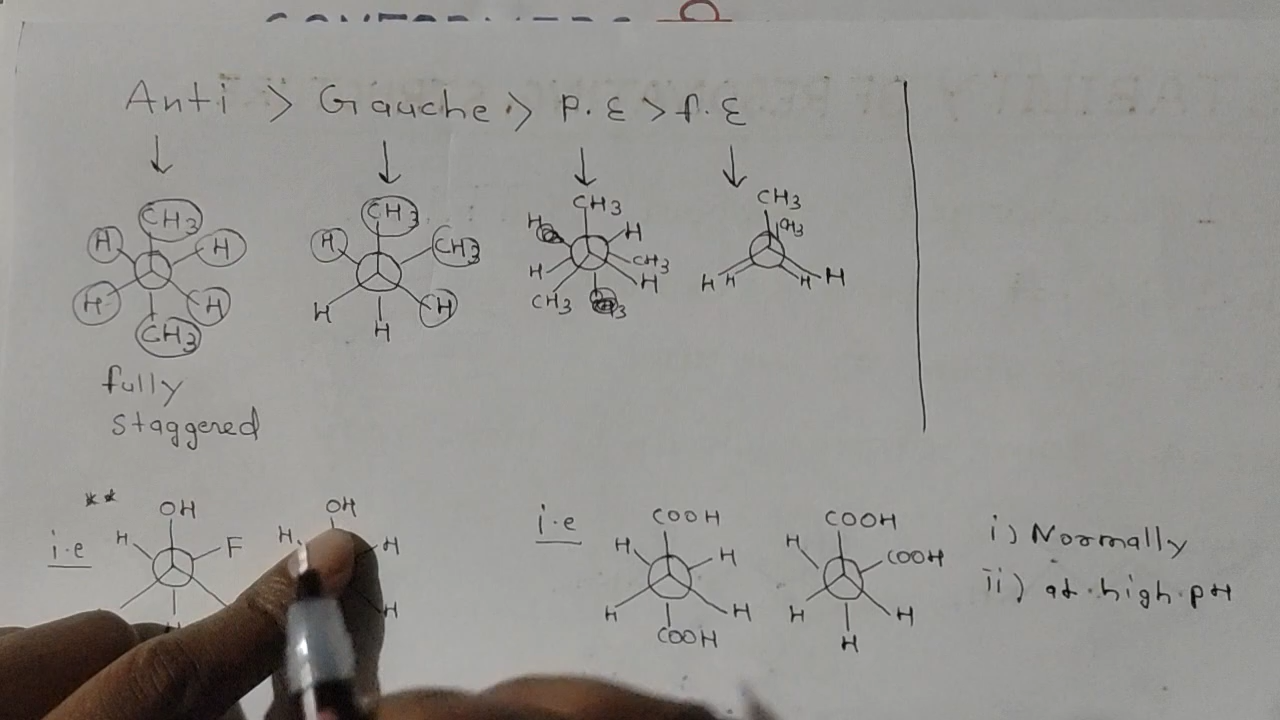 Anti > Gauche > P.E > f.E
CH3 H H H H CH3
CH3 H CH3 H H H
CH3 H H CH3 H H CH3
CH3 CH3 H H H H
fully
staggered
**
i.e
OH H F
OH H H H
i.e
COOH H H H H COOH
COOH H COOH H H H
i) Normally
ii) at high pH